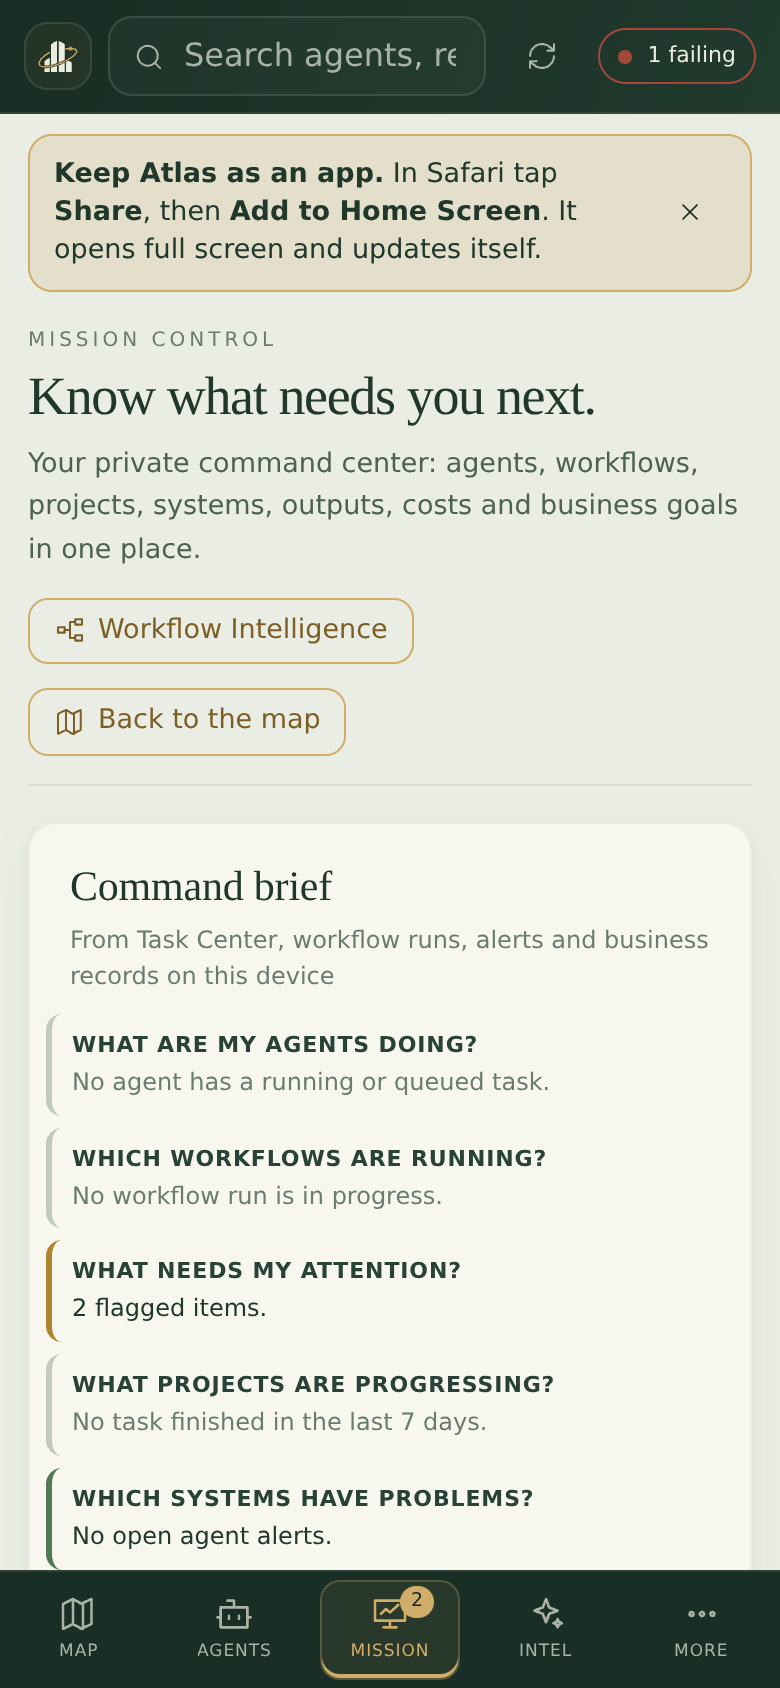 Search agents, re
1 failing
Keep Atlas as an app. In Safari tap
Share, then Add to Home Screen. It
opens full screen and updates itself.
MISSION CONTROL
Know what needs you next.
Your private command center: agents, workflows,
projects, systems, outputs, costs and business goals
in one place.
Workflow Intelligence
Back to the map
Command brief
From Task Center, workflow runs, alerts and business
records on this device
WHAT ARE MY AGENTS DOING?
No agent has a running or queued task.
WHICH WORKFLOWS ARE RUNNING?
No workflow run is in progress.
WHAT NEEDS MY ATTENTION?
2 flagged items.
WHAT PROJECTS ARE PROGRESSING?
No task finished in the last 7 days.
WHICH SYSTEMS HAVE PROBLEMS?
No open agent alerts.
2
MAP AGENTS MISSION INTEL MORE